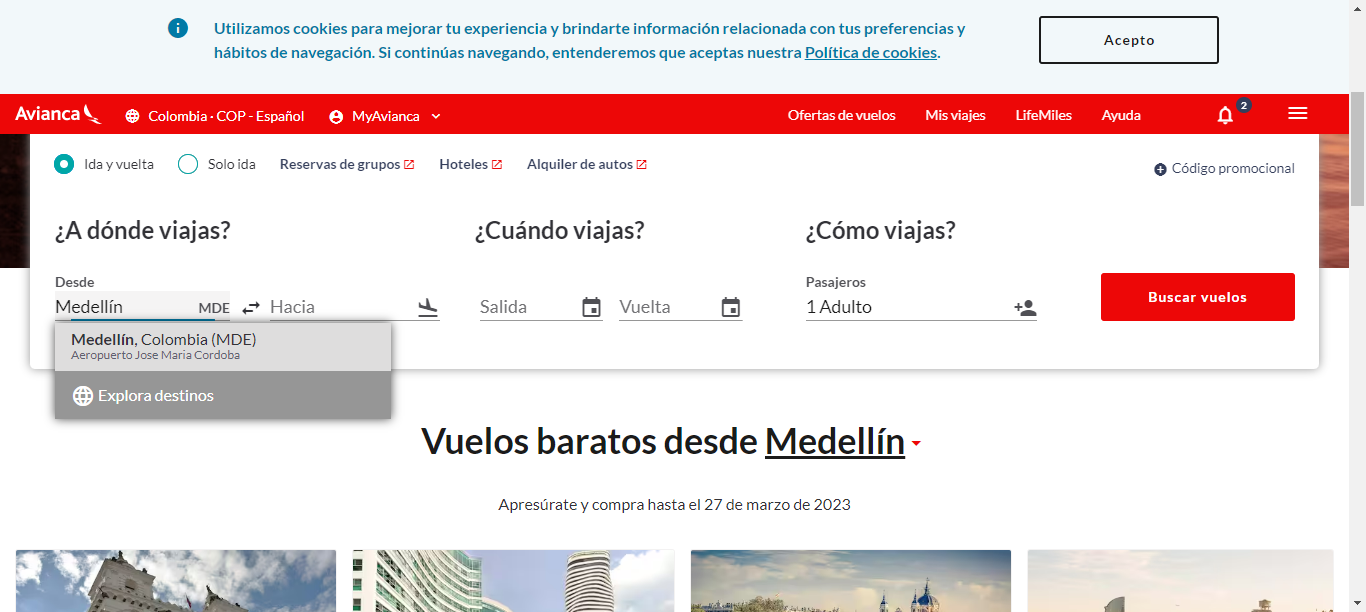 Utilizamos cookies para mejorar tu experiencia y brindarte información relacionada con tus preferencias y
hábitos de navegación. Si continúas navegando, entenderemos que aceptas nuestra Política de cookies.
Acepto
Avianca
Colombia · COP - Español
MyAvianca
Ofertas de vuelos
Mis viajes
LifeMiles
Ayuda
2
Ida y vuelta
Solo ida
Reservas de grupos
Hoteles
Alquiler de autos
Código promocional
¿A dónde viajas?
¿Cuándo viajas?
¿Cómo viajas?
Desde
Pasajeros
Medellín MDE
Hacia
Salida
Vuelta
1 Adulto
Buscar vuelos
Medellín, Colombia (MDE)
Aeropuerto Jose Maria Cordoba
Explora destinos
Vuelos baratos desde Medellín
Apresúrate y compra hasta el 27 de marzo de 2023